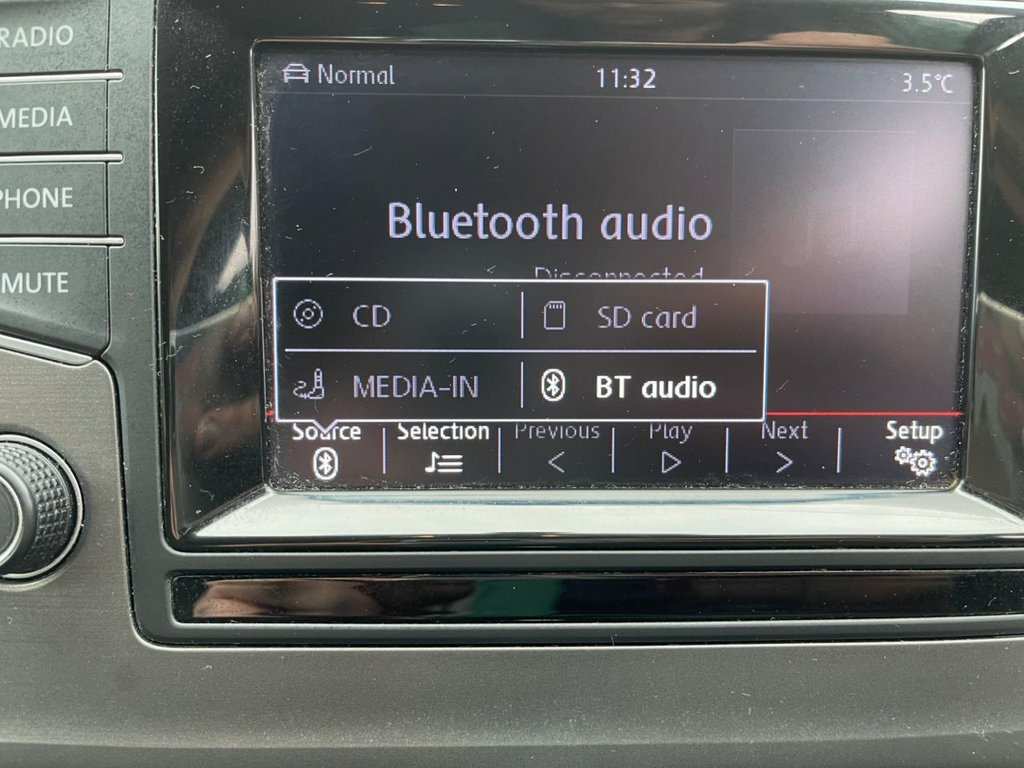 RADIO
MEDIA
PHONE
MUTE
Normal 11:32 3.5°C
Bluetooth audio
Disconnected
CD SD card
MEDIA-IN BT audio
Source Selection Previous Play Next Setup